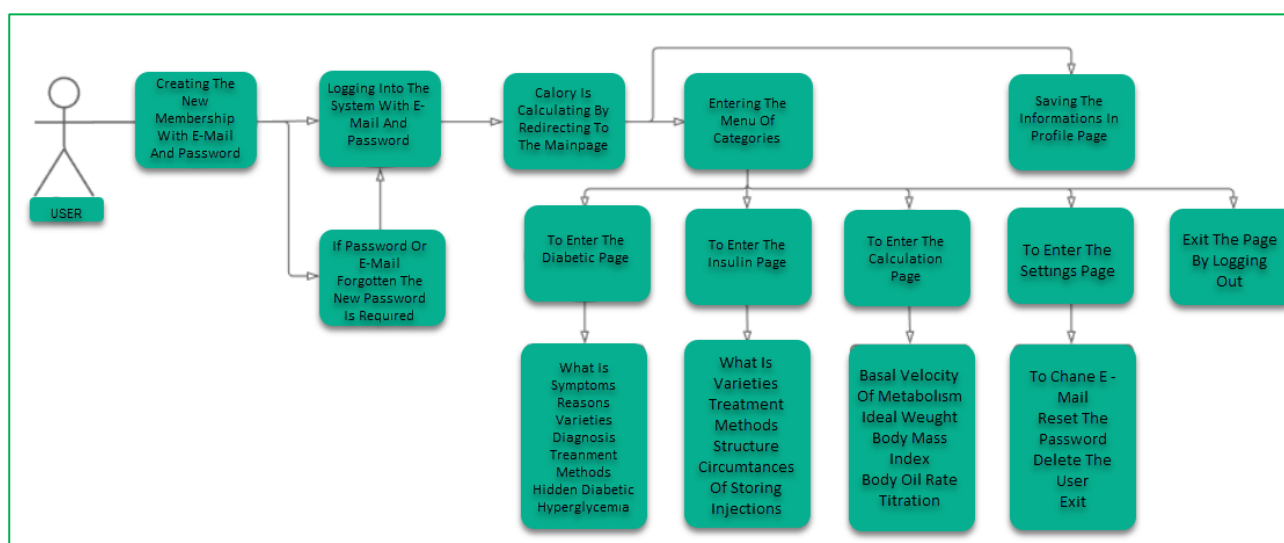 Creating The
New
Membership
With E-Mail
And Password
Logging Into The
System With E-
Mail And
Password
Calory Is
Calculating By
Redirecting To
The Mainpage
Entering The
Menu Of
Categories
Saving The
Informations In
Profile Page
USER
If Password Or
E-Mail
Forgotten The
New Password
Is Required
To Enter The
Diabetic Page
To Enter The
Insulin Page
To Enter The
Calculation
Page
To Enter The
Settings Page
Exit The Page
By Logging
Out
What Is
Symptoms
Reasons
Varieties
Diagnosis
Treanment
Methods
Hidden Diabetic
Hyperglycemia
What Is
Varieties
Treatment
Methods
Structure
Circumtances
Of Storing
Injections
Basal Velocity
Of Metabolism
Ideal Weught
Body Mass
Index
Body Oil Rate
Titration
To Chane E -
Mail
Reset The
Password
Delete The
User
Exit